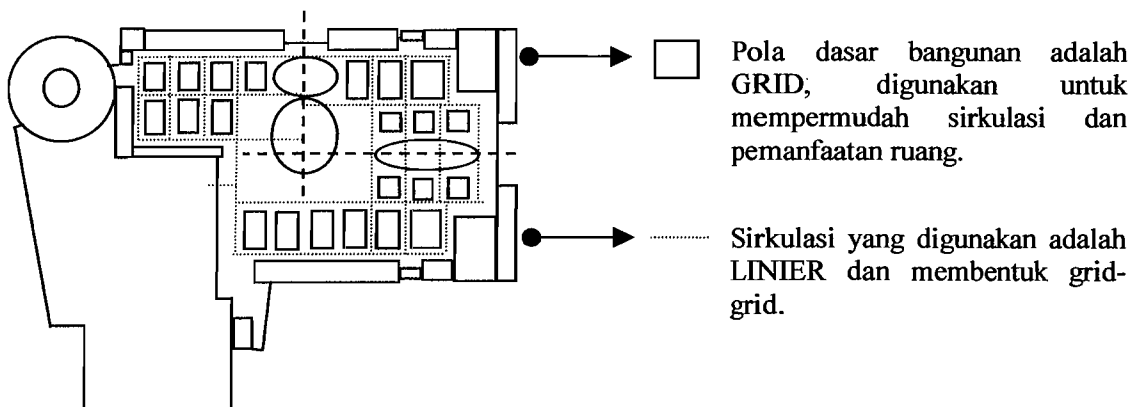 Pola dasar bangunan adalah
GRID, digunakan untuk
mempermudah sirkulasi dan
pemanfaatan ruang.
Sirkulasi yang digunakan adalah
LINIER dan membentuk grid-
grid.